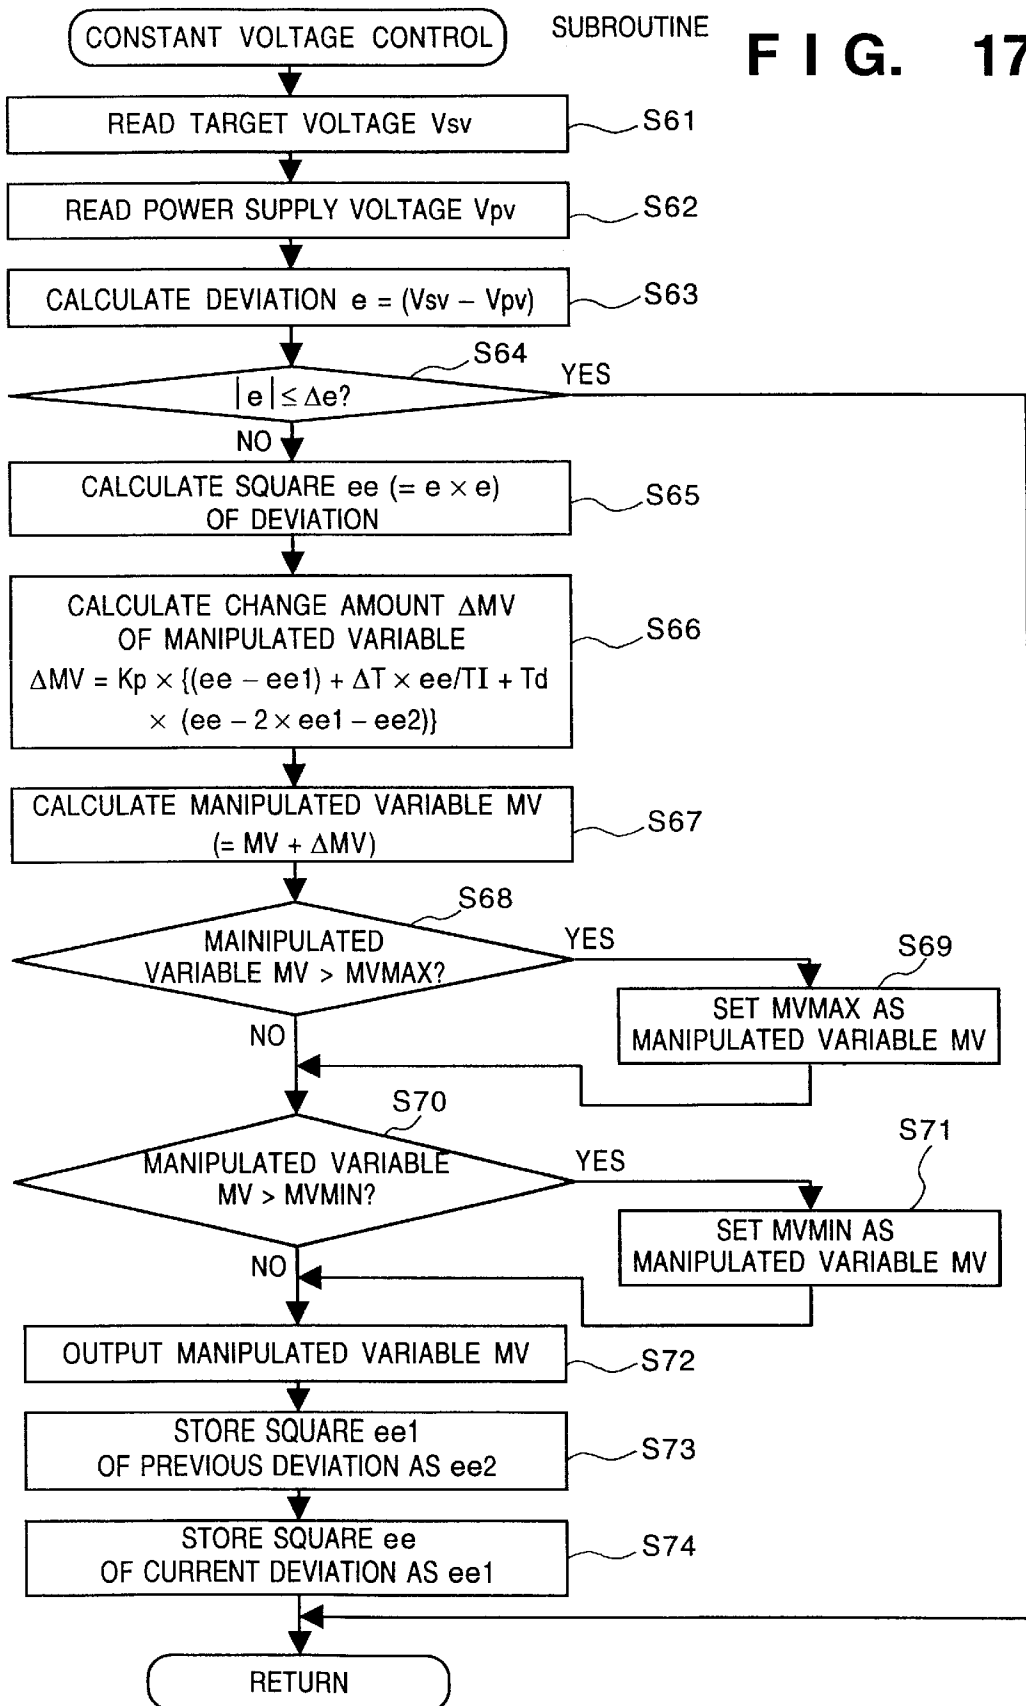 CONSTANT VOLTAGE CONTROL
SUBROUTINE
FIG. 17
READ TARGET VOLTAGE Vsv
S61
READ POWER SUPPLY VOLTAGE Vpv
S62
CALCULATE DEVIATION e = (Vsv – Vpv)
S63
S64
|e| ≤ Δe?
YES
NO
CALCULATE SQUARE ee (= e × e)
OF DEVIATION
S65
CALCULATE CHANGE AMOUNT ΔMV
OF MANIPULATED VARIABLE
ΔMV = Kp × {(ee – ee1) + ΔT × ee/TI + Td
× (ee – 2 × ee1 – ee2)}
S66
CALCULATE MANIPULATED VARIABLE MV
(= MV + ΔMV)
S67
S68
MAINIPULATED
VARIABLE MV > MVMAX?
YES
NO
S69
SET MVMAX AS
MANIPULATED VARIABLE MV
S70
MANIPULATED VARIABLE
MV > MVMIN?
YES
NO
S71
SET MVMIN AS
MANIPULATED VARIABLE MV
OUTPUT MANIPULATED VARIABLE MV
S72
STORE SQUARE ee1
OF PREVIOUS DEVIATION AS ee2
S73
STORE SQUARE ee
OF CURRENT DEVIATION AS ee1
S74
RETURN